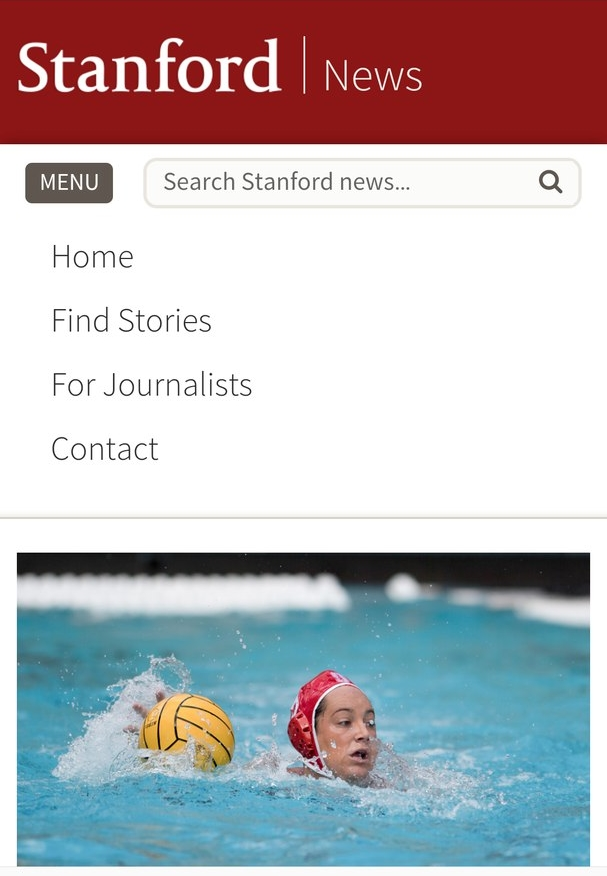 Stanford | News
MENU
Search Stanford news...
Home
Find Stories
For Journalists
Contact